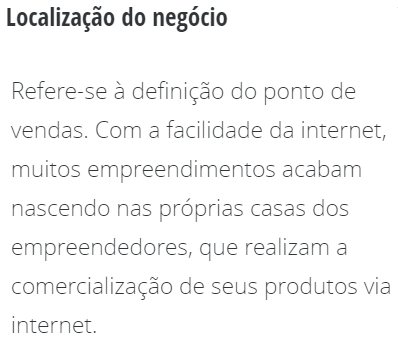 Localização do negócio
Refere-se à definição do ponto de
vendas. Com a facilidade da internet,
muitos empreendimentos acabam
nascendo nas próprias casas dos
empreendedores, que realizam a
comercialização de seus produtos via
internet.